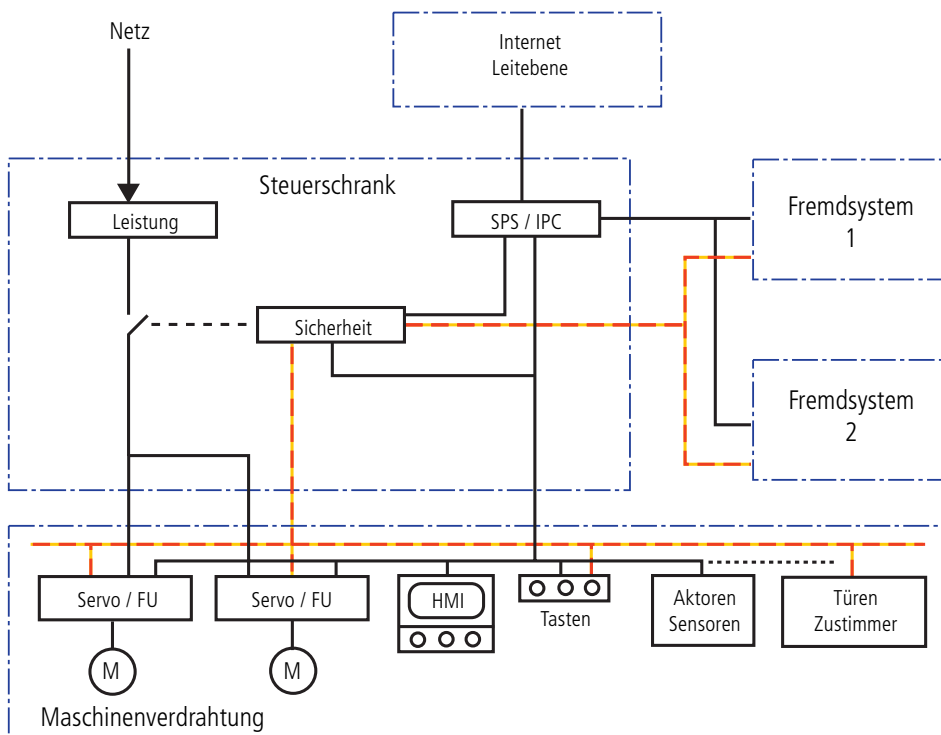 Netz
Internet
Leitebene
Steuerschrank
Leistung
SPS / IPC
Fremdsystem
1
Sicherheit
Fremdsystem
2
Servo / FU
Servo / FU
HMI
Tasten
Aktoren
Sensoren
Türen
Zustimmer
M
M
Maschinenverdrahtung